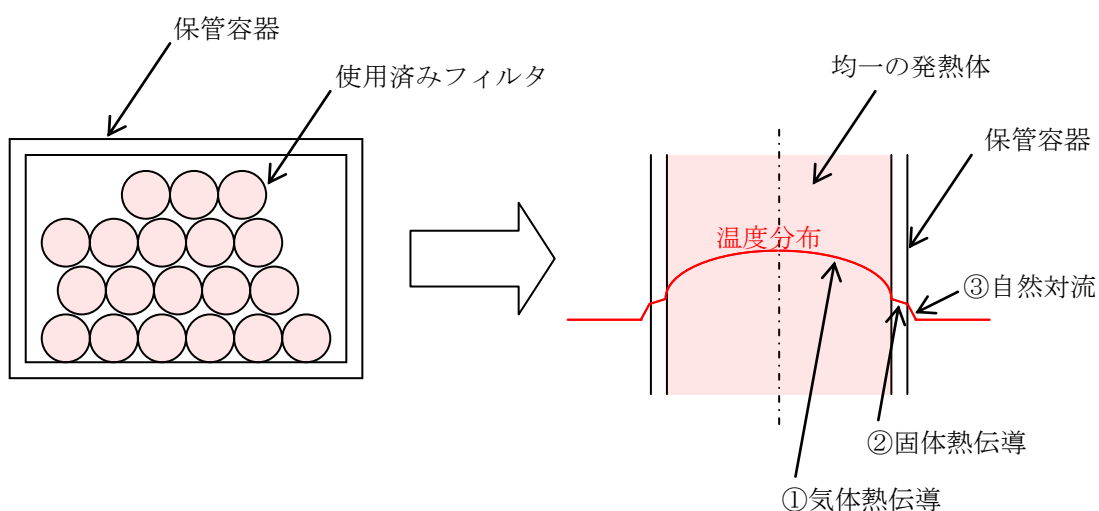 保管容器
使用済みフィルタ
均一の発熱体
保管容器
温度分布
③自然対流
②固体熱伝導
①気体熱伝導